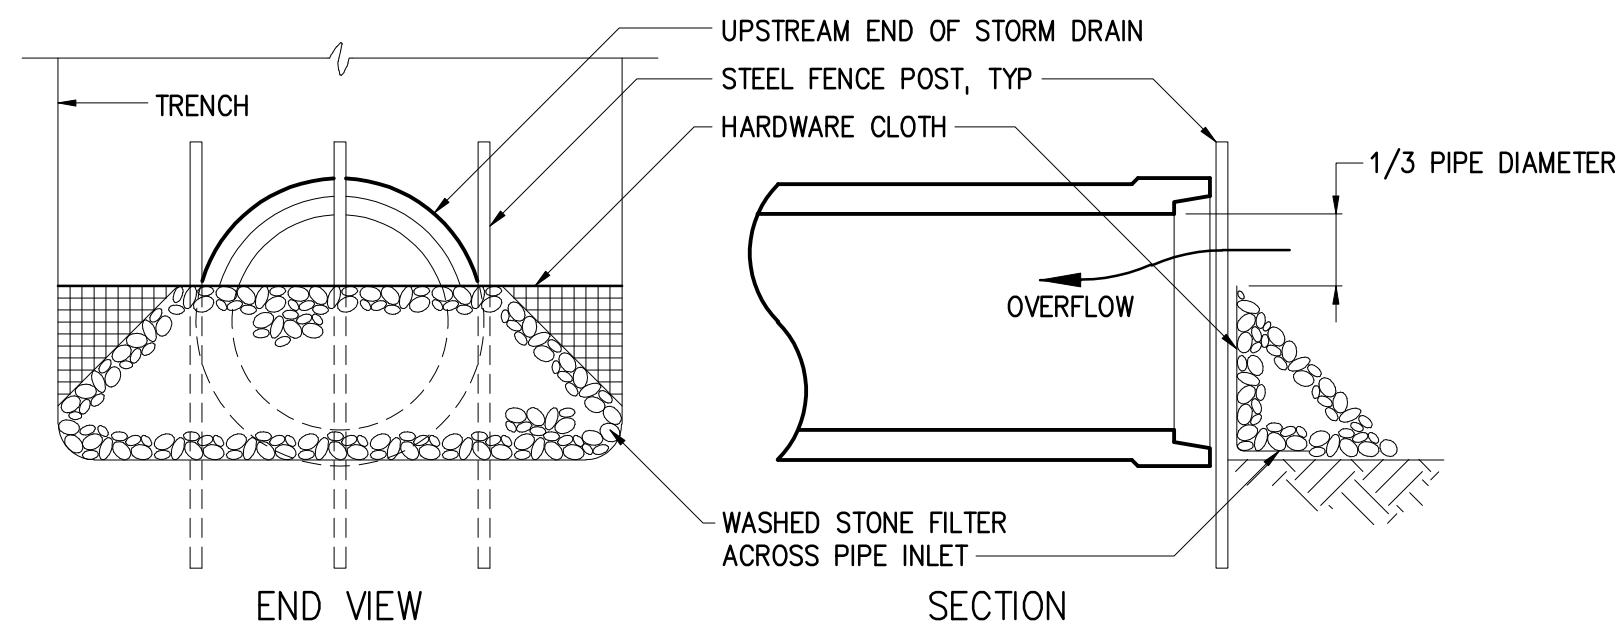 UPSTREAM END OF STORM DRAIN
STEEL FENCE POST, TYP
TRENCH
HARDWARE CLOTH
1/3 PIPE DIAMETER
OVERFLOW
WASHED STONE FILTER
ACROSS PIPE INLET
END VIEW
SECTION